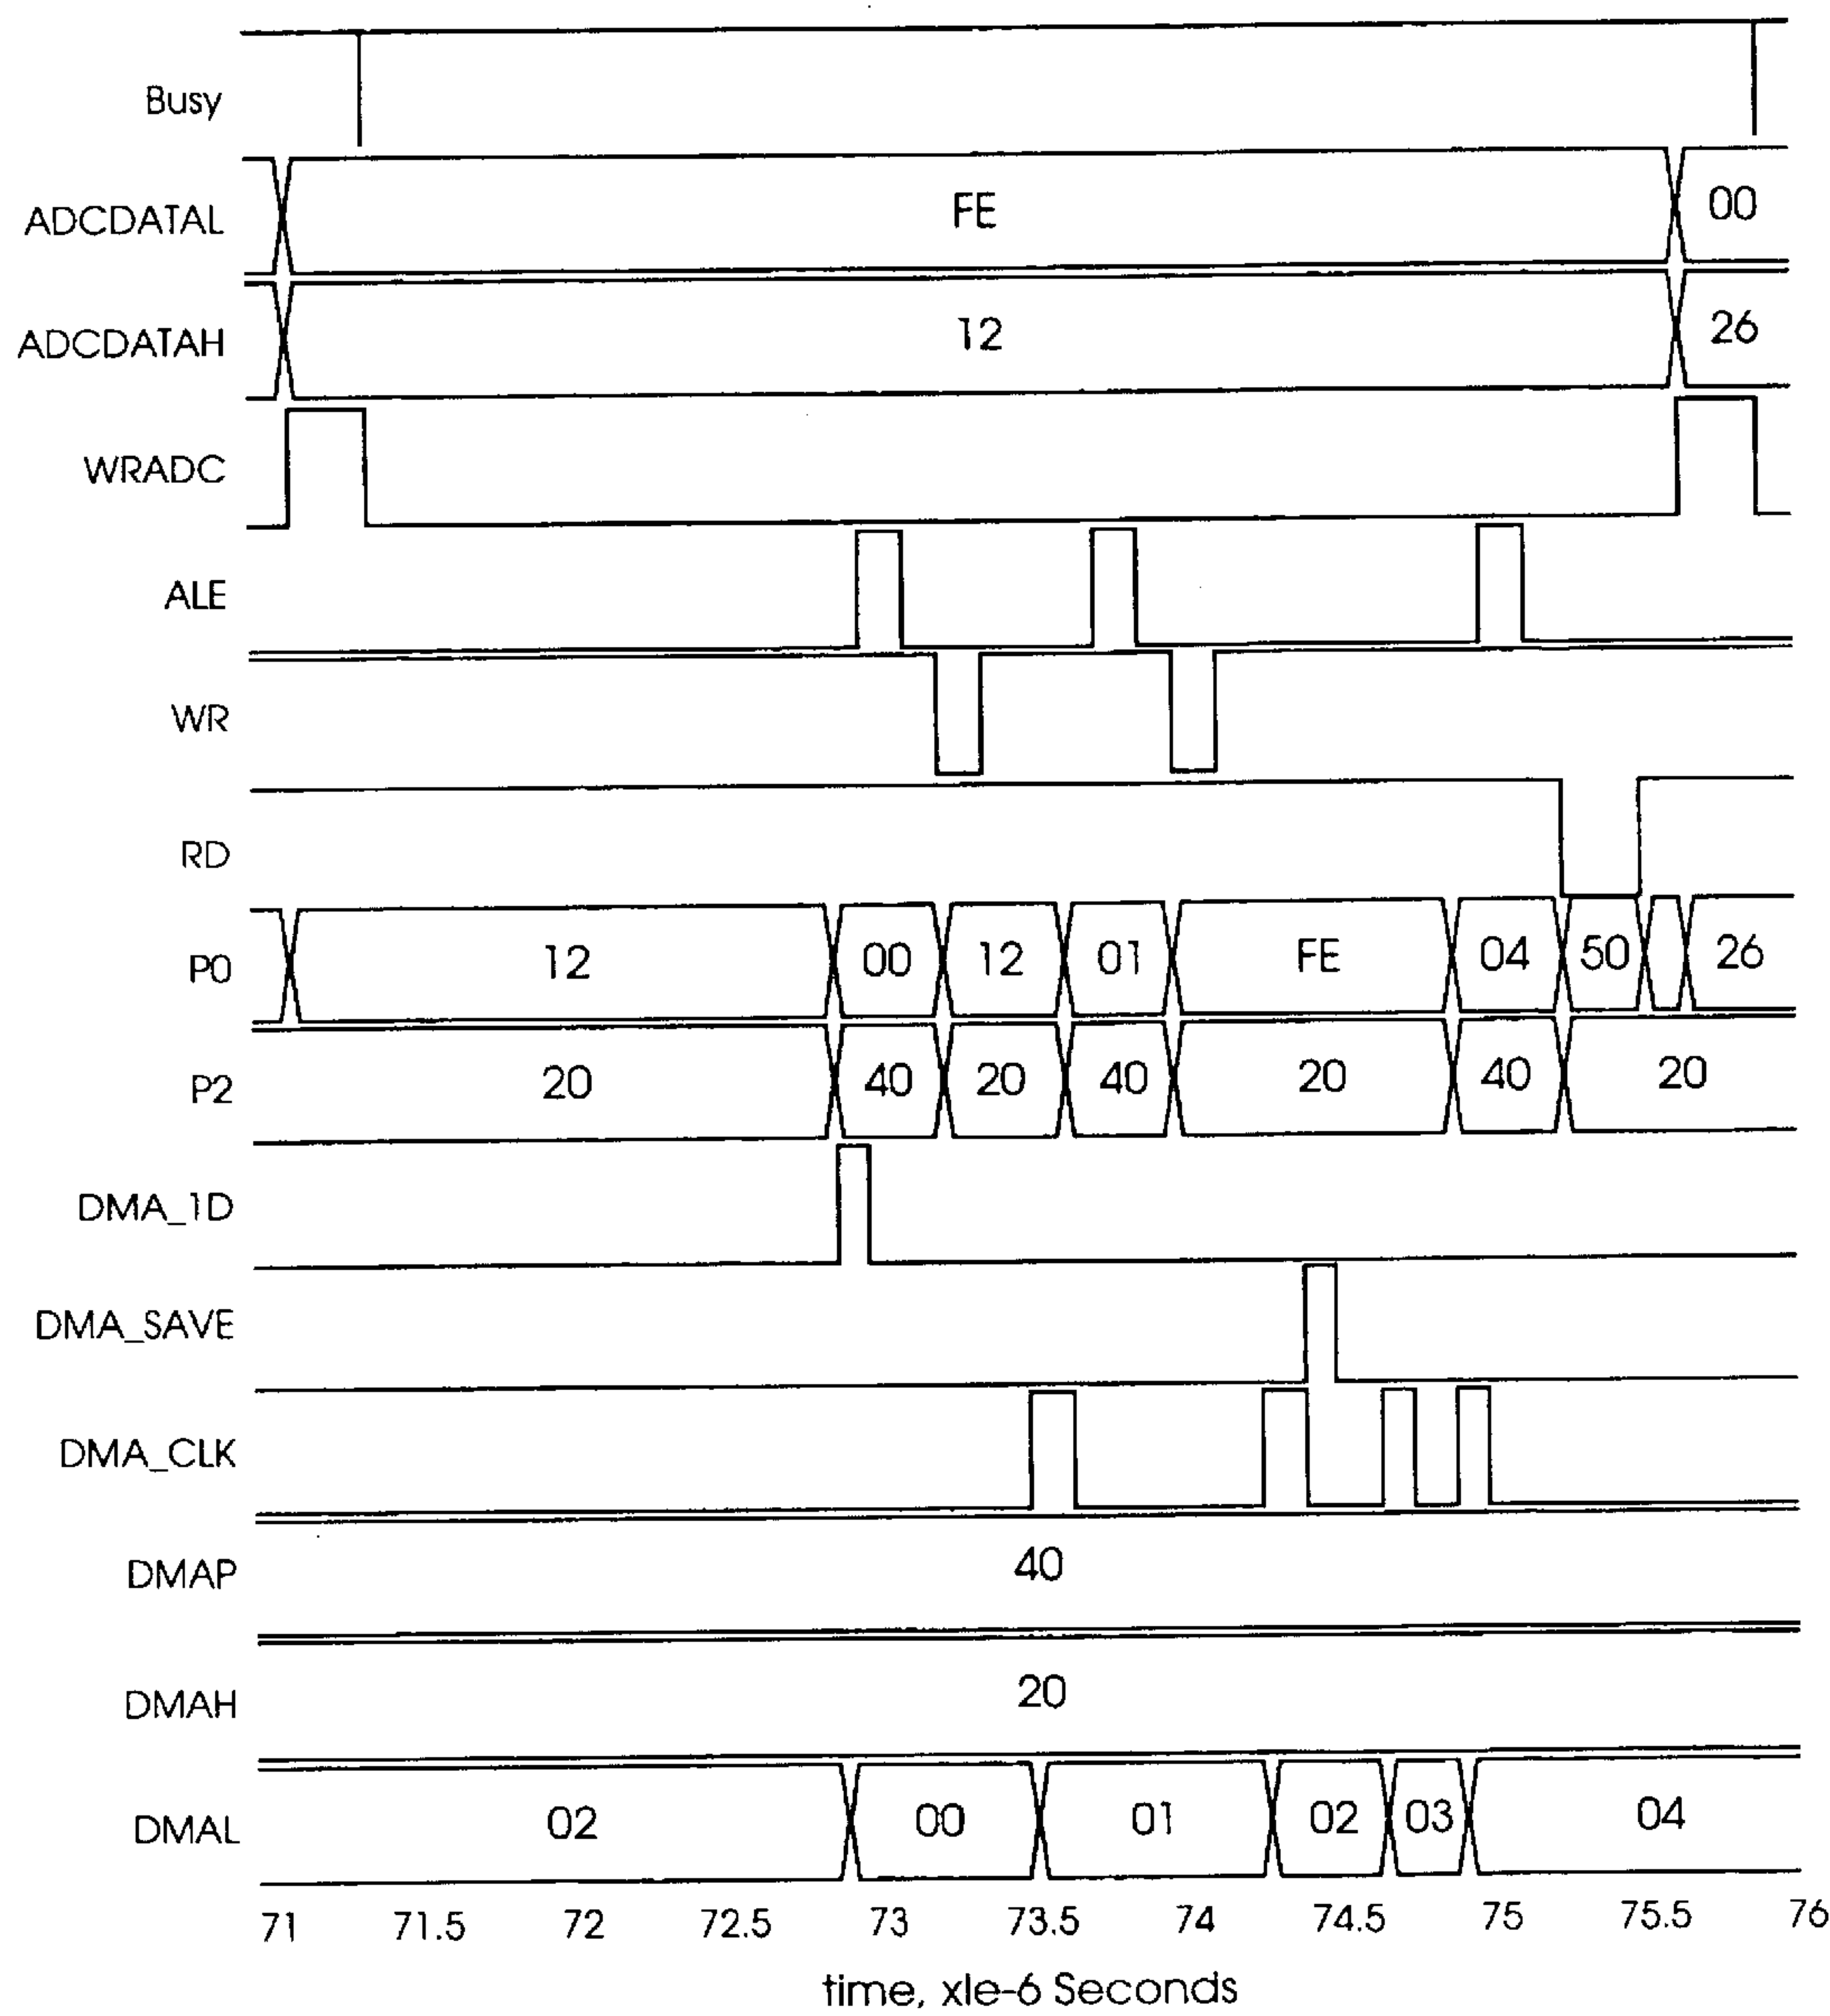 Busy
ADCDATAL FE 00
ADCDATAH 12 26
WRADC
ALE
WR
RD
P0 12 00 12 01 FE 04 50 26
P2 20 40 20 40 20 40 20
DMA_1D
DMA_SAVE
DMA_CLK
DMAP 40
DMAH 20
DMAL 02 00 01 02 03 04
71 71.5 72 72.5 73 73.5 74 74.5 75 75.5 76
time, xle-6 Seconds